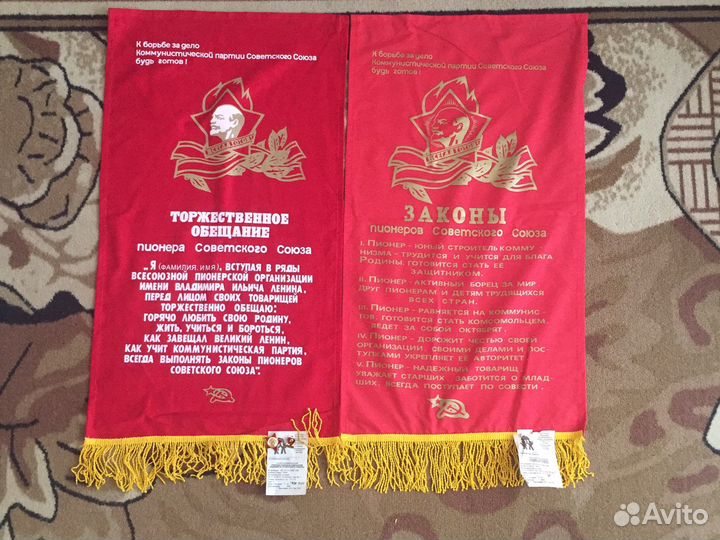 К борьбе за дело
Коммунистической партии Советского Союза
будь готов!
ВСЕГДА ГОТОВ!
ТОРЖЕСТВЕННОЕ
ОБЕЩАНИЕ
пионера Советского Союза
„Я (ФАМИЛИЯ, ИМЯ), ВСТУПАЯ В РЯДЫ
ВСЕСОЮЗНОЙ ПИОНЕРСКОЙ ОРГАНИЗАЦИИ
ИМЕНИ ВЛАДИМИРА ИЛЬИЧА ЛЕНИНА,
ПЕРЕД ЛИЦОМ СВОИХ ТОВАРИЩЕЙ
ТОРЖЕСТВЕННО ОБЕЩАЮ:
ГОРЯЧО ЛЮБИТЬ СВОЮ РОДИНУ,
ЖИТЬ, УЧИТЬСЯ И БОРОТЬСЯ,
КАК ЗАВЕЩАЛ ВЕЛИКИЙ ЛЕНИН,
КАК УЧИТ КОММУНИСТИЧЕСКАЯ ПАРТИЯ,
ВСЕГДА ВЫПОЛНЯТЬ ЗАКОНЫ ПИОНЕРОВ
СОВЕТСКОГО СОЮЗА".
К борьбе за дело
Коммунистической партии Советского Союза
будь готов!
ВСЕГДА ГОТОВ!
ЗАКОНЫ
пионеров Советского Союза
I. Пионер - юный строитель комму -
низма - трудится и учится для блага
Родины, готовится стать её
защитником.
II. Пионер - активный борец за мир
Друг пионерам и детям трудящихся
всех стран.
III. Пионер - равняется на коммунис-
тов, готовится стать комсомольцем,
ведёт за собой октябрят.
IV. Пионер - дорожит честью своей
организации, своими делами и пос-
тупками укрепляет её авторитет
V. Пионер - надежный товарищ
уважает старших, заботится о млад-
ших, всегда поступает по совести.
Avito